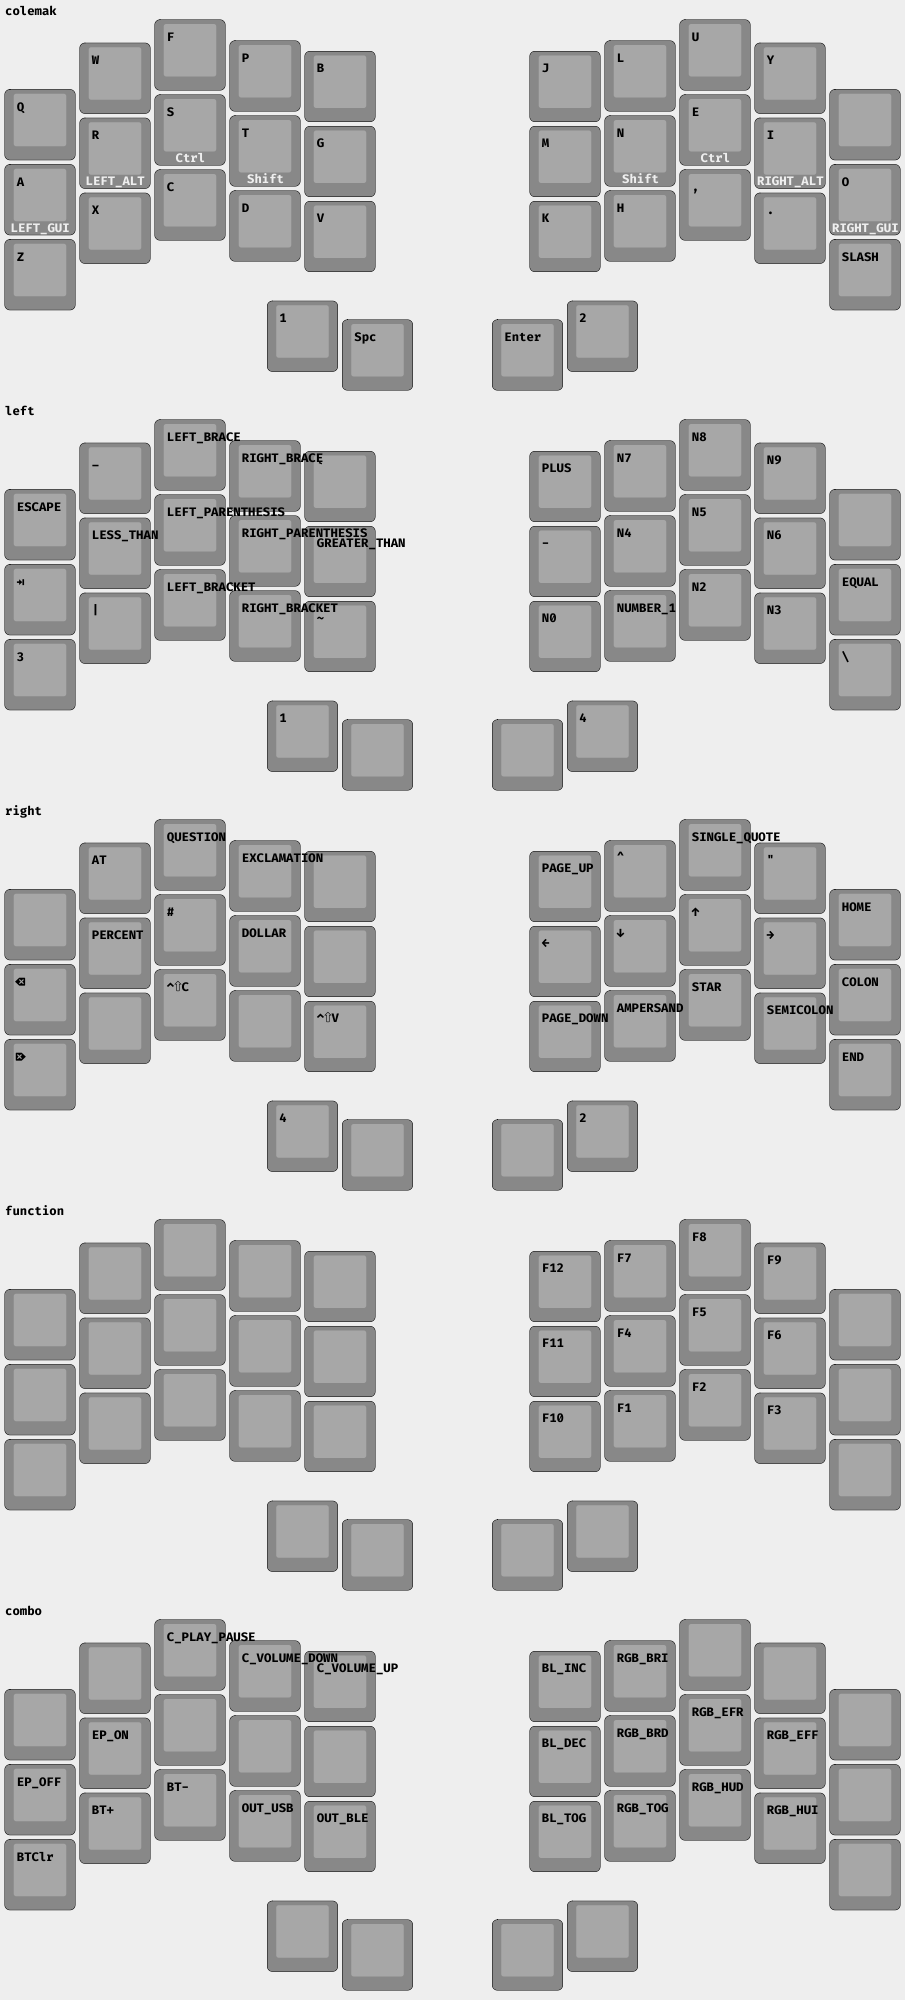 colemak
Q W F P B J L U Y
A R S T G M N E I O
LEFT_GUI LEFT_ALT Ctrl Shift Shift Ctrl RIGHT_ALT RIGHT_GUI
Z X C D V K H , . SLASH
1 Spc Enter 2
left
ESCAPE _ LEFT_BRACE RIGHT_BRACE ` PLUS N7 N8 N9
⇥ LESS_THAN LEFT_PARENTHESIS RIGHT_PARENTHESIS GREATER_THAN - N4 N5 N6 EQUAL
3 | LEFT_BRACKET RIGHT_BRACKET ~ N0 NUMBER_1 N2 N3 \
1 4
right
AT QUESTION EXCLAMATION PAGE_UP ^ SINGLE_QUOTE " HOME
⌫ PERCENT # DOLLAR ← ↓ ↑ → COLON
⌦ ^⇧C ^⇧V PAGE_DOWN AMPERSAND STAR SEMICOLON END
4 2
function
F12 F7 F8 F9
F11 F4 F5 F6
F10 F1 F2 F3
combo
C_PLAY_PAUSE C_VOLUME_DOWN C_VOLUME_UP BL_INC RGB_BRI
EP_OFF EP_ON BL_DEC RGB_BRD RGB_EFR RGB_EFF
BTClr BT+ BT- OUT_USB OUT_BLE BL_TOG RGB_TOG RGB_HUD RGB_HUI